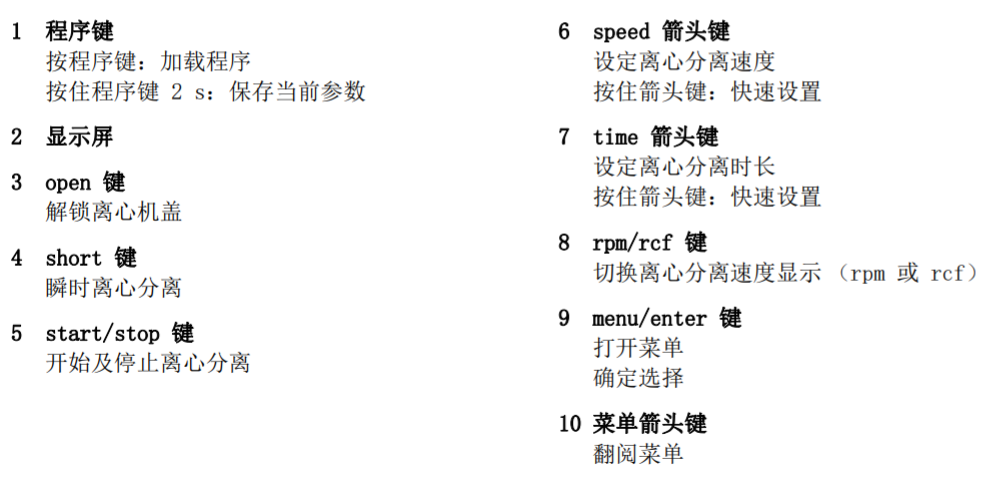 1 程序键
按程序键：加载程序
按住程序键 2 s：保存当前参数
2 显示屏
3 open 键
解锁离心机盖
4 short 键
瞬时离心分离
5 start/stop 键
开始及停止离心分离
6 speed 箭头键
设定离心分离速度
按住箭头键：快速设置
7 time 箭头键
设定离心分离时长
按住箭头键：快速设置
8 rpm/rcf 键
切换离心分离速度显示 （rpm 或 rcf）
9 menu/enter 键
打开菜单
确定选择
10 菜单箭头键
翻阅菜单